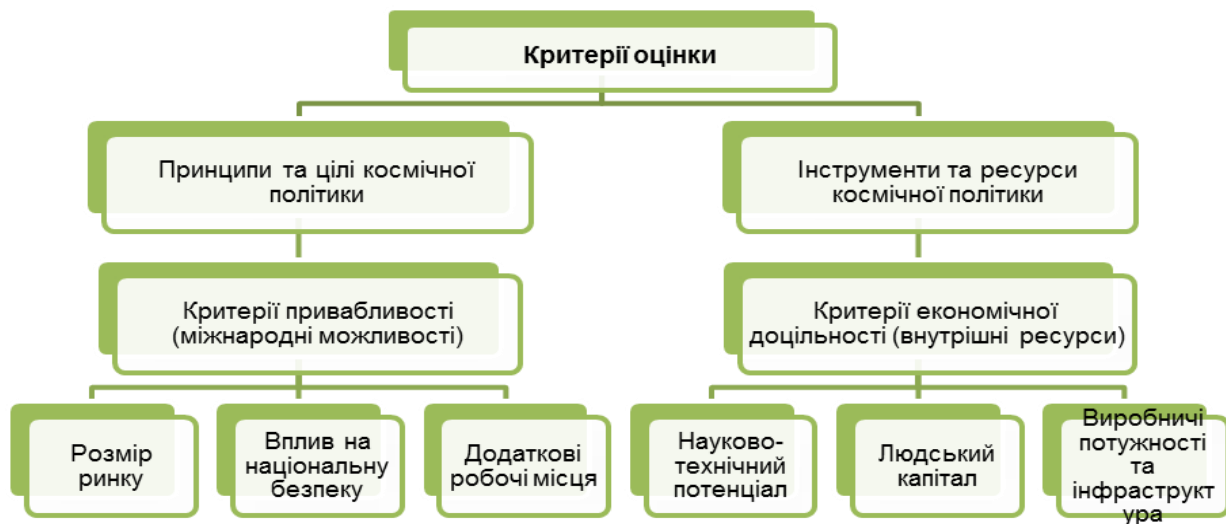 Критерії оцінки
Принципи та цілі космічної
політики
Інструменти та ресурси
космічної політики
Критерії привабливості
(міжнародні можливості)
Критерії економічної
доцільності (внутрішні ресурси)
Розмір
ринку
Вплив на
національну
безпеку
Додаткові
робочі місця
Науково-
технічний
потенціал
Людський
капітал
Виробничі
потужності
та
інфраструкт
ура